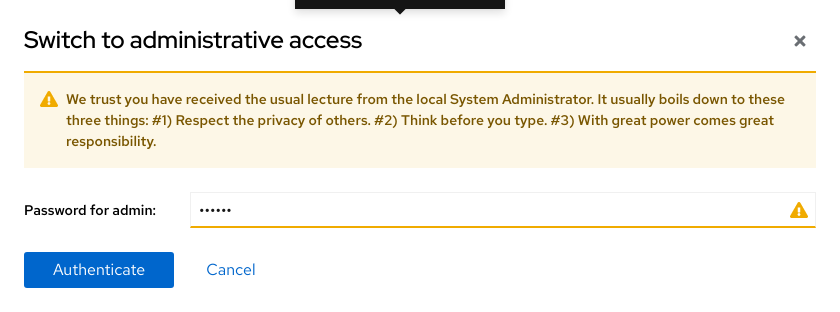 Switch to administrative access
We trust you have received the usual lecture from the local System Administrator. It usually boils down to these
three things: #1) Respect the privacy of others. #2) Think before you type. #3) With great power comes great
responsibility.
Password for admin:
••••••
Authenticate
Cancel